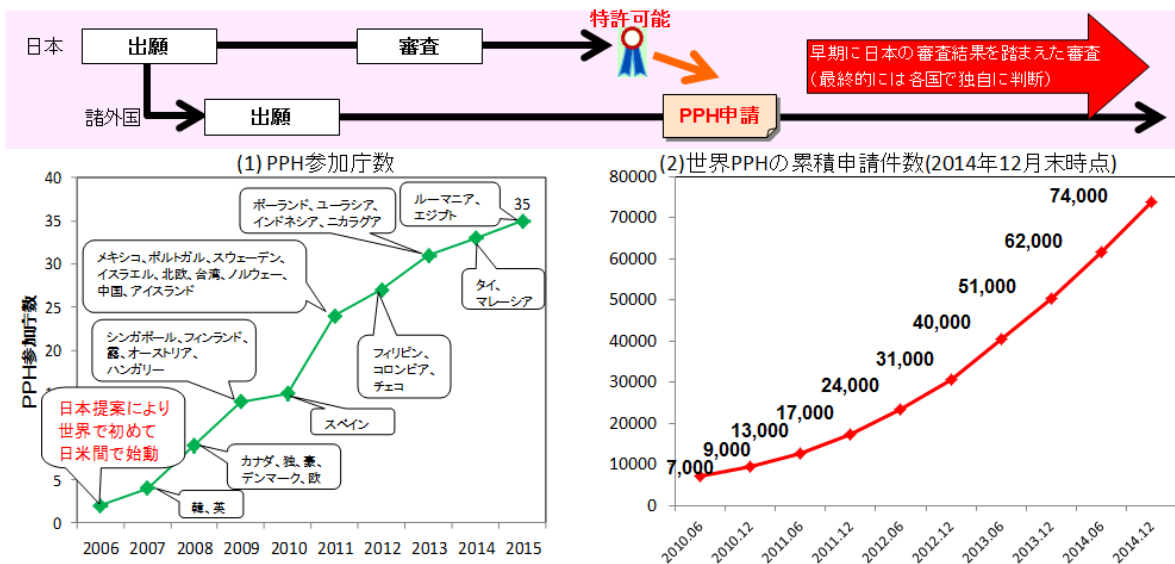 特許可能
日本
出願
審査
早期に日本の審査結果を踏まえた審査
(最終的には各国で独自に判断)
諸外国
出願
PPH申請
(1) PPH参加庁数
PPH参加庁数
40
35
30
25
20
5
0
2006 2007 2008 2009 2010 2011 2012 2013 2014 2015
日本提案により
世界で初めて
日米間で始動
韓、英
カナダ、独、豪、
デンマーク、欧
シンガポール、フィンランド、
露、オーストリア、
ハンガリー
スペイン
メキシコ、ポルトガル、スウェーデン、
イスラエル、北欧、台湾、ノルウェー、
中国、アイスランド
フィリピン、
コロンビア、
チェコ
ポーランド、ユーラシア、
インドネシア、ニカラグア
タイ、
マレーシア
ルーマニア、
エジプト
35
(2)世界PPHの累積申請件数(2014年12月末時点)
80000
70000
60000
50000
40000
30000
20000
10000
0
7,000
9,000
13,000
17,000
24,000
31,000
40,000
51,000
62,000
74,000
2010.06
2010.12
2011.06
2011.12
2012.06
2012.12
2013.06
2013.12
2014.06
2014.12